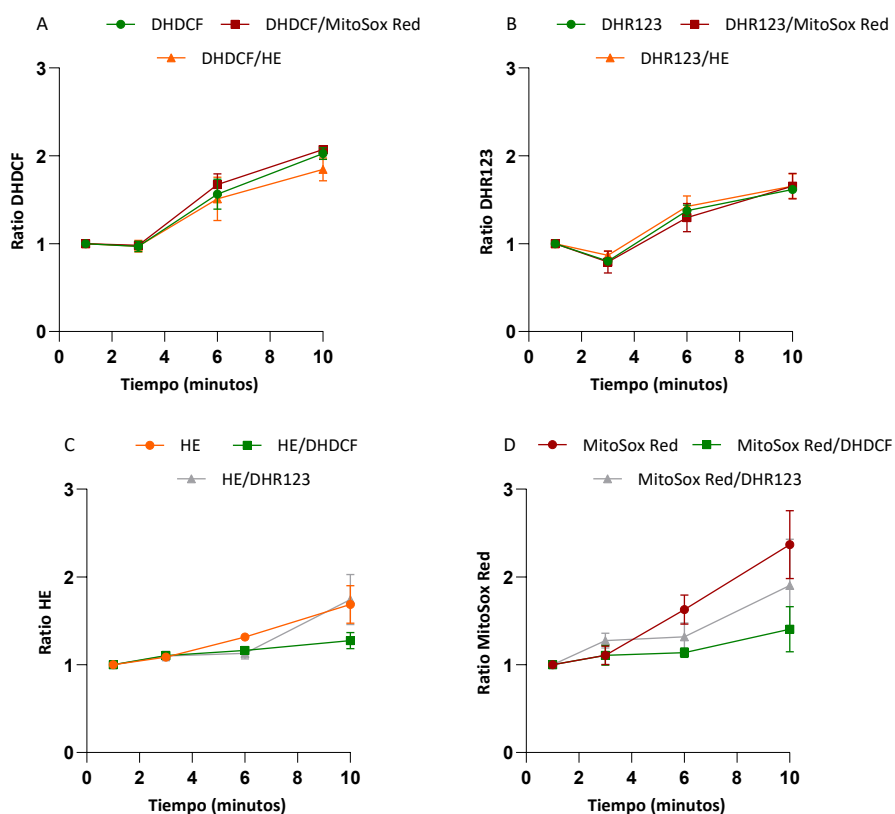 A
DHDCF
DHDCF/MitoSox Red
DHDCF/HE
3
2
1
0
Ratio DHDCF
0 2 4 6 8 10
Tiempo (minutos)
B
DHR123
DHR123/MitoSox Red
DHR123/HE
3
2
1
0
Ratio DHR123
0 2 4 6 8 10
Tiempo (minutos)
C
HE
HE/DHDCF
HE/DHR123
3
2
1
0
Ratio HE
0 2 4 6 8 10
Tiempo (minutos)
D
MitoSox Red
MitoSox Red/DHDCF
MitoSox Red/DHR123
3
2
1
0
Ratio MitoSox Red
0 2 4 6 8 10
Tiempo (minutos)